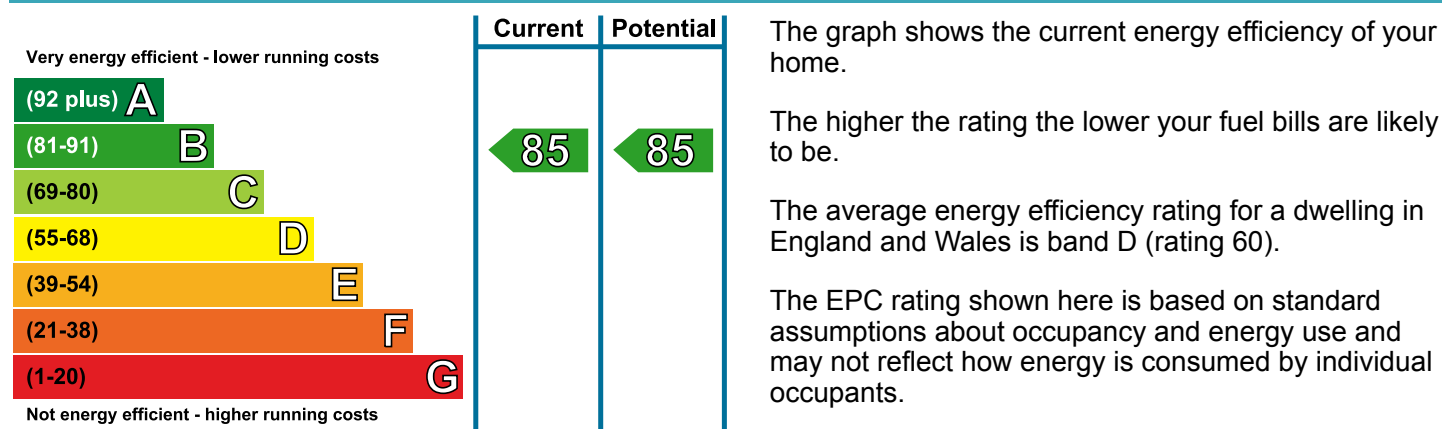 Current Potential
Very energy efficient - lower running costs
(92 plus) A
(81-91) B
85 85
(69-80) C
(55-68) D
(39-54) E
(21-38) F
(1-20) G
Not energy efficient - higher running costs
The graph shows the current energy efficiency of your
home.
The higher the rating the lower your fuel bills are likely
to be.
The average energy efficiency rating for a dwelling in
England and Wales is band D (rating 60).
The EPC rating shown here is based on standard
assumptions about occupancy and energy use and
may not reflect how energy is consumed by individual
occupants.